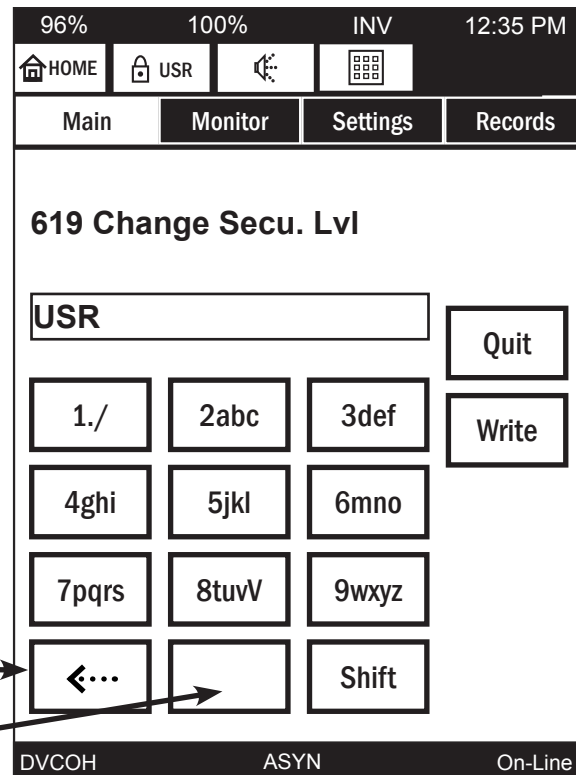 96% 100% INV 12:35 PM
HOME USR
Main Monitor Settings Records
619 Change Secu. Lvl
USR
Quit
1./ 2abc 3def
Write
4ghi 5jkl 6mno
7pqrs 8tuvV 9wxyz
Shift
DVCOH ASYN On-Line